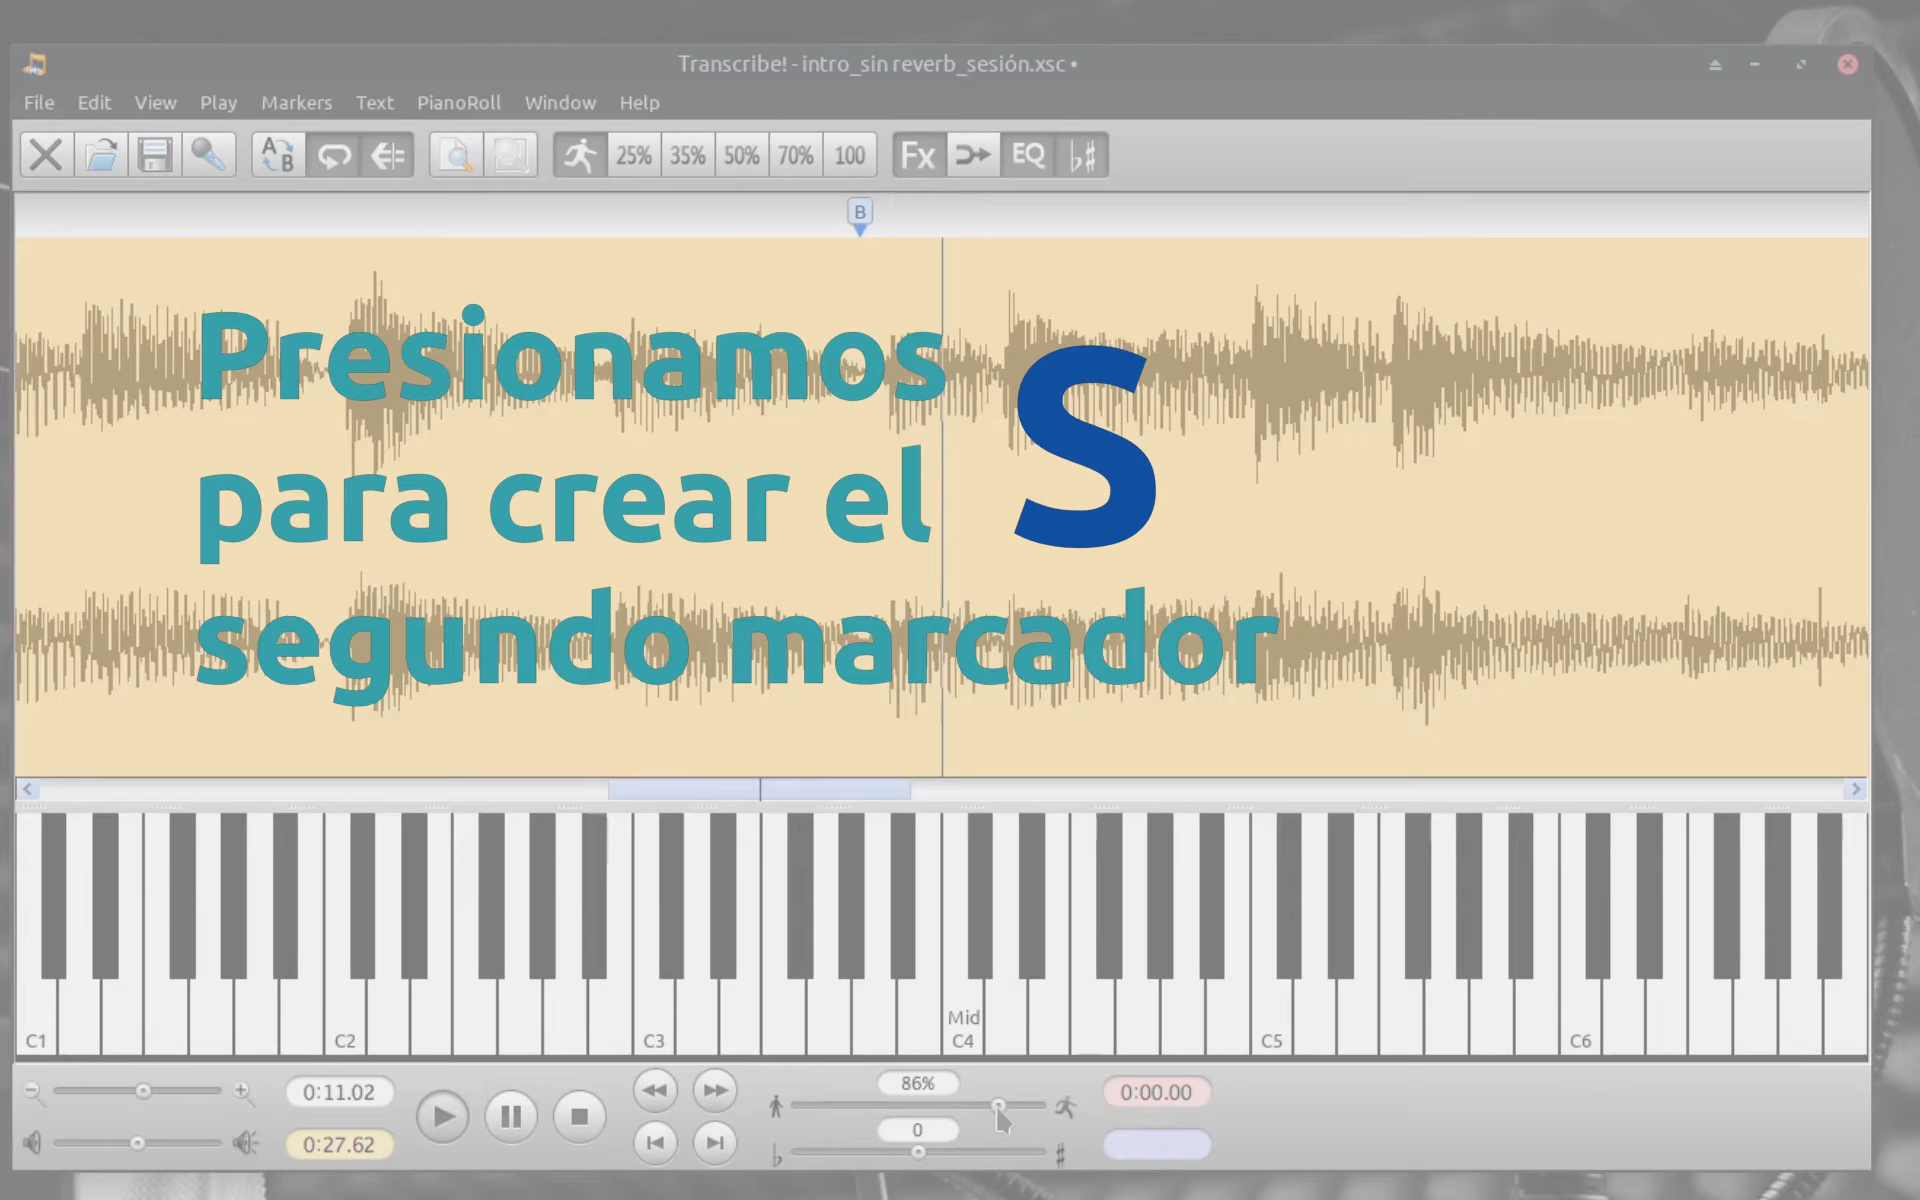 Transcribe! - intro_sin reverb_sesión.xsc •
File Edit View Play Markers Text PianoRoll Window Help
A B 25% 35% 50% 70% 100 Fx EQ ♭♯
B
Presionamos
para crear el S
segundo marcador
Mid
C1 C2 C3 C4 C5 C6
86%
0:11.02 0:00.00
0
0:27.62 ♭ ♯